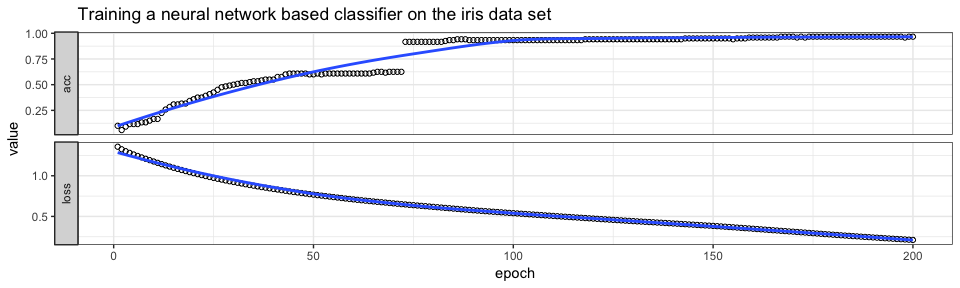 Training a neural network based classifier on the iris data set
value
acc
1.00
0.75
0.50
0.25
loss
1.0
0.5
0 50 100 150 200
epoch